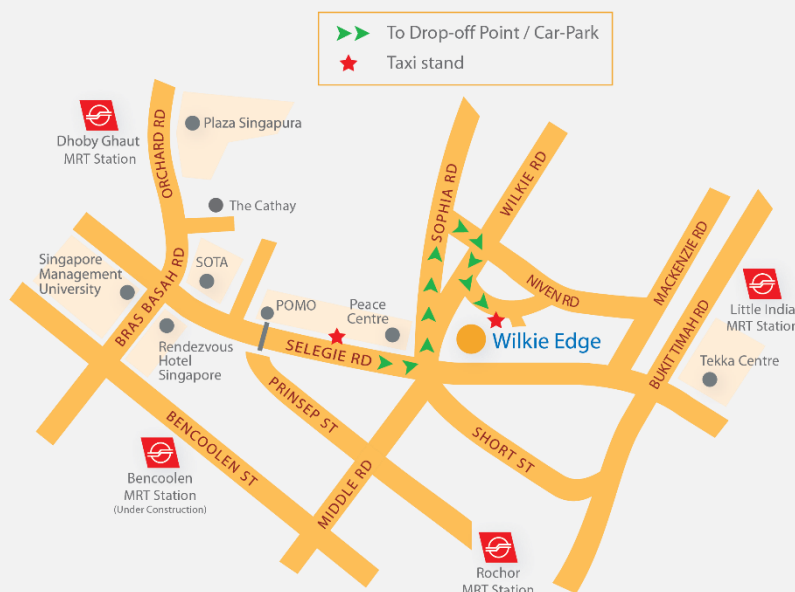 To Drop-off Point / Car-Park
Taxi stand
Dhoby Ghaut
MRT Station
ORCHARD RD
Plaza Singapura
The Cathay
SOPHIA RD
WILKIE RD
Singapore
Management
University
BRAS BASAH RD
SOTA
POMO
Peace
Centre
NIVEN RD
MACKENZIE RD
BUKIT TIMAH RD
Little India
MRT Station
Rendezvous
Hotel
Singapore
SELEGIE RD
Wilkie Edge
Tekka Centre
BENCOOLEN ST
PRINSEP ST
MIDDLE RD
SHORT ST
Bencoolen
MRT Station
(Under Construction)
Rochor
MRT Station